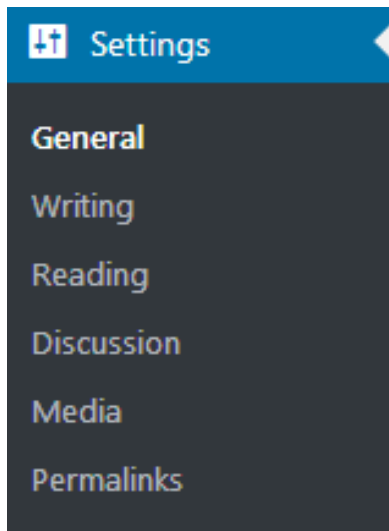 Settings
General
Writing
Reading
Discussion
Media
Permalinks